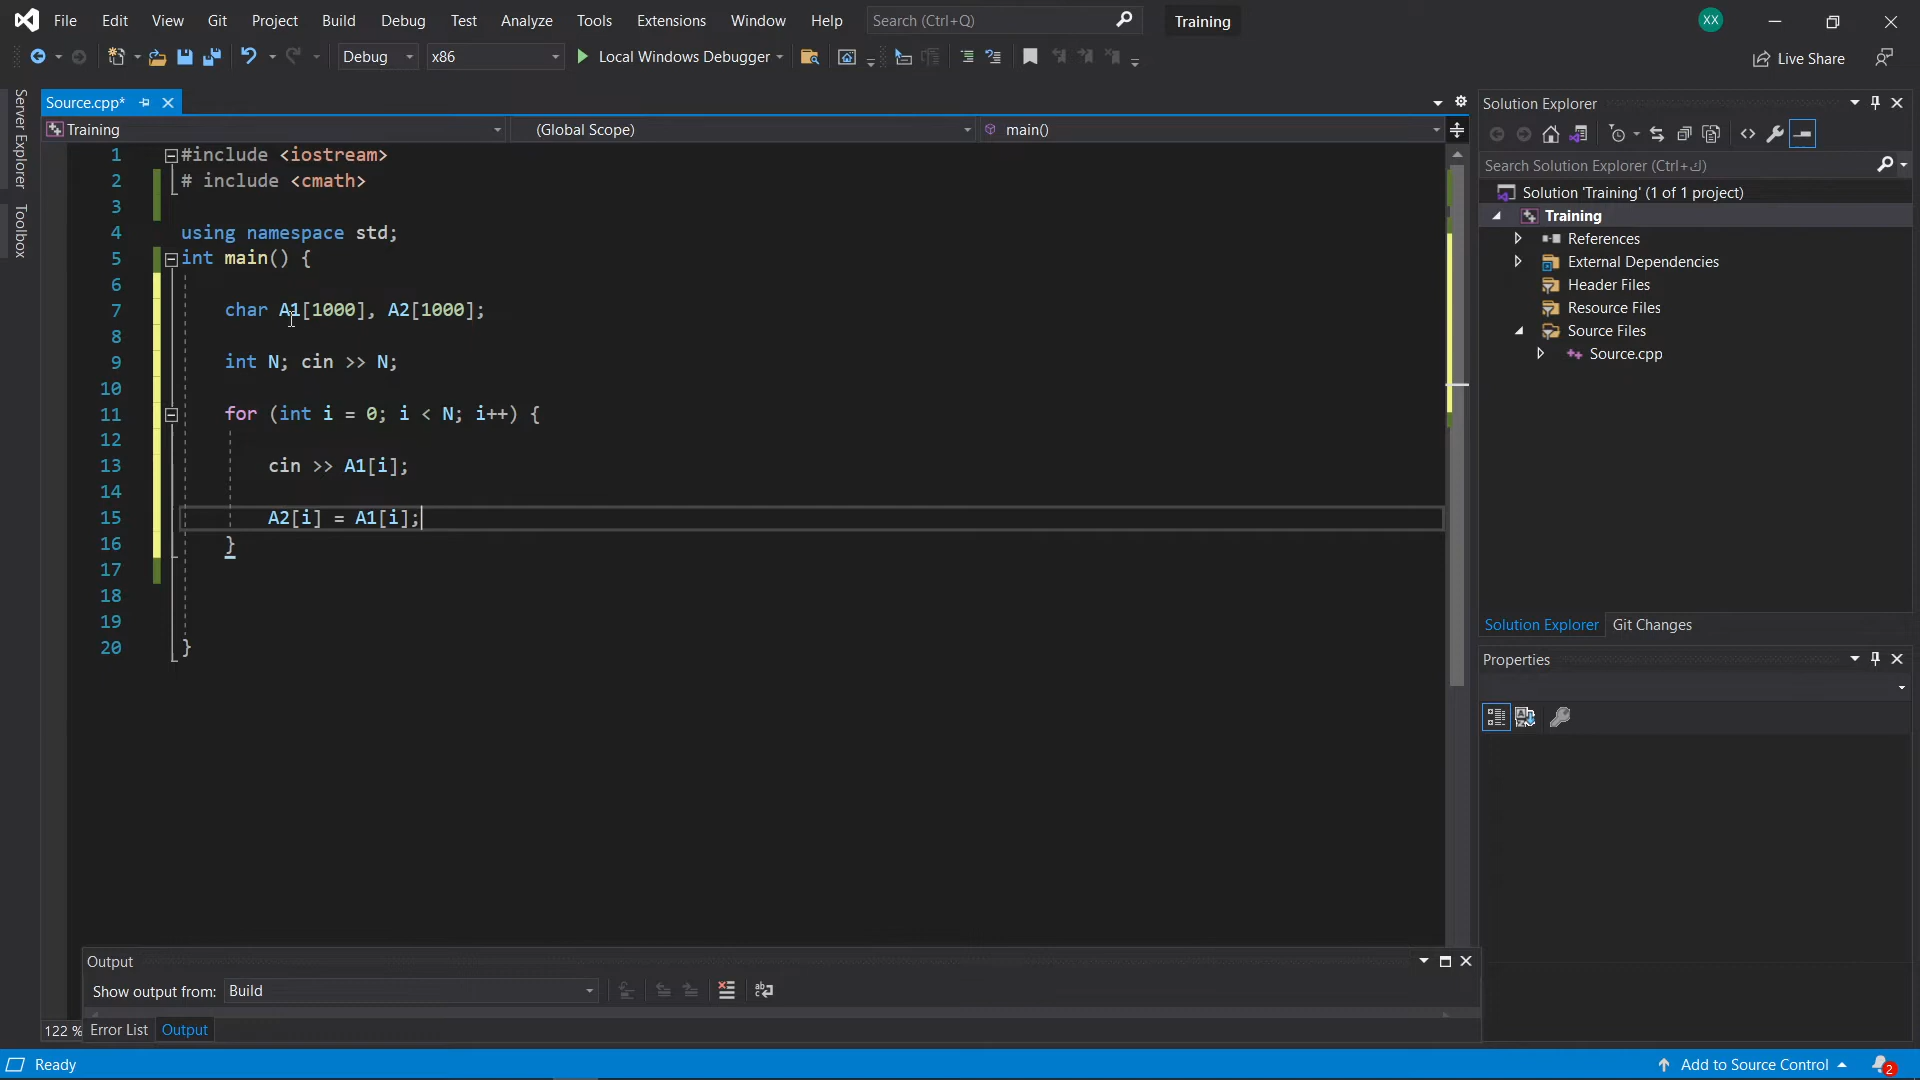 File Edit View Git Project Build Debug Test Analyze Tools Extensions Window Help Search (Ctrl+Q) Training XX
Debug x86 Local Windows Debugger Live Share
Server Explorer
Toolbox
Source.cpp*
Training (Global Scope) main()
1 #include <iostream>
2 # include <cmath>
3
4 using namespace std;
5 int main() {
6
7 char A1[1000], A2[1000];
8
9 int N; cin >> N;
10
11 for (int i = 0; i < N; i++) {
12
13 cin >> A1[i];
14
15 A2[i] = A1[i];
16 }
17
18
19
20 }
Solution Explorer
Search Solution Explorer (Ctrl+ك)
Solution 'Training' (1 of 1 project)
Training
References
External Dependencies
Header Files
Resource Files
Source Files
Source.cpp
Solution Explorer Git Changes
Properties
Output
Show output from: Build
122 % Error List Output
Ready Add to Source Control 2